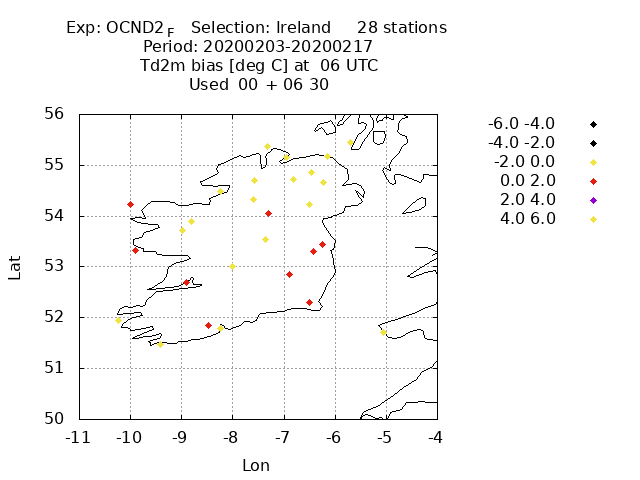 Exp: OCND2F Selection: Ireland 28 stations
Period: 20200203-20200217
Td2m bias [deg C] at 06 UTC
Used 00 + 06 30
56
55
54
53
52
51
50
-11 -10 -9 -8 -7 -6 -5 -4
Lat
Lon
-6.0 -4.0
-4.0 -2.0
-2.0 0.0
0.0 2.0
2.0 4.0
4.0 6.0